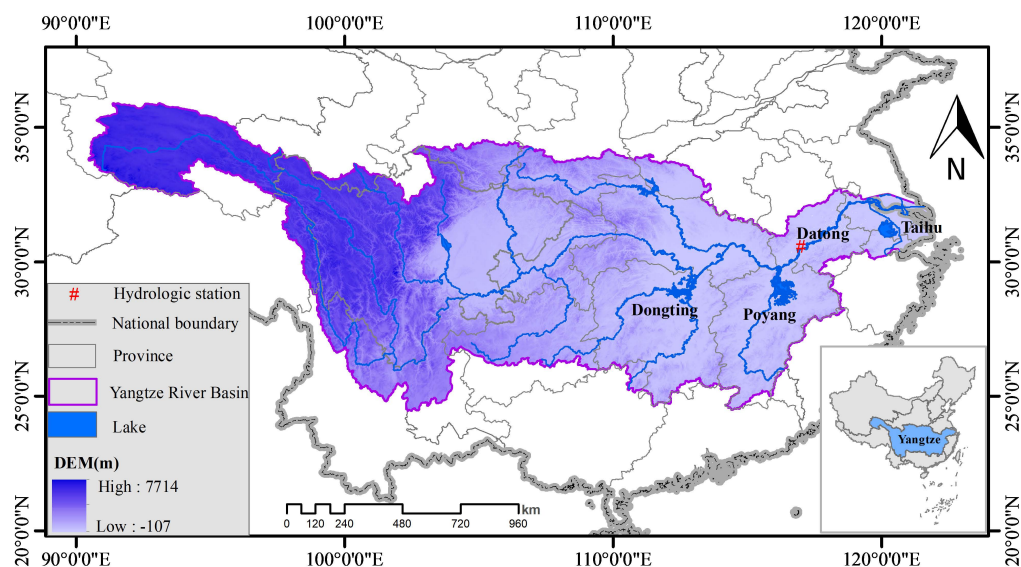 90°0'0"E 100°0'0"E 110°0'0"E 120°0'0"E
35°0'0"N
30°0'0"N
25°0'0"N
20°0'0"N
35°0'0"N
30°0'0"N
25°0'0"N
20°0'0"N
N
Datong
Taihu
Dongting
Poyang
# Hydrologic station
National boundary
Province
Yangtze River Basin
Lake
DEM(m)
High : 7714
Low : -107
km
0 120 240 480 720 960
Yangtze
90°0'0"E 100°0'0"E 110°0'0"E 120°0'0"E